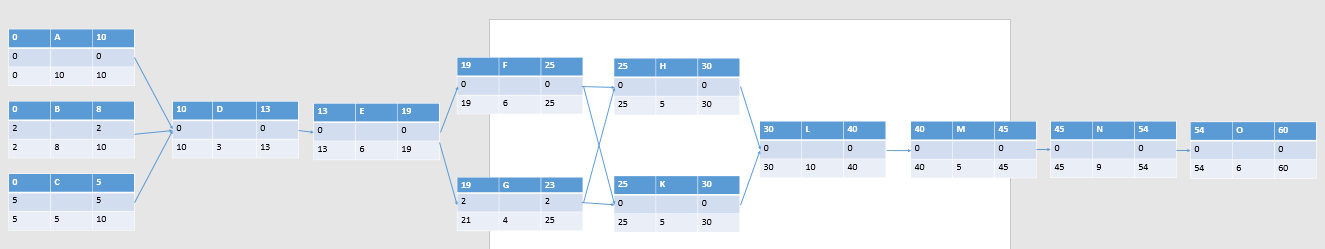 0 A 10
0 0
0 10 10
0 B 8
2 2
2 8 10
0 C 5
5 5
5 5 10
10 D 13
0 0
10 3 13
13 E 19
0 0
13 6 19
19 F 25
0 0
19 6 25
19 G 23
2 2
21 4 25
25 H 30
0 0
25 5 30
25 K 30
0 0
25 5 30
30 L 40
0 0
30 10 40
40 M 45
0 0
40 5 45
45 N 54
0 0
45 9 54
54 O 60
0 0
54 6 60